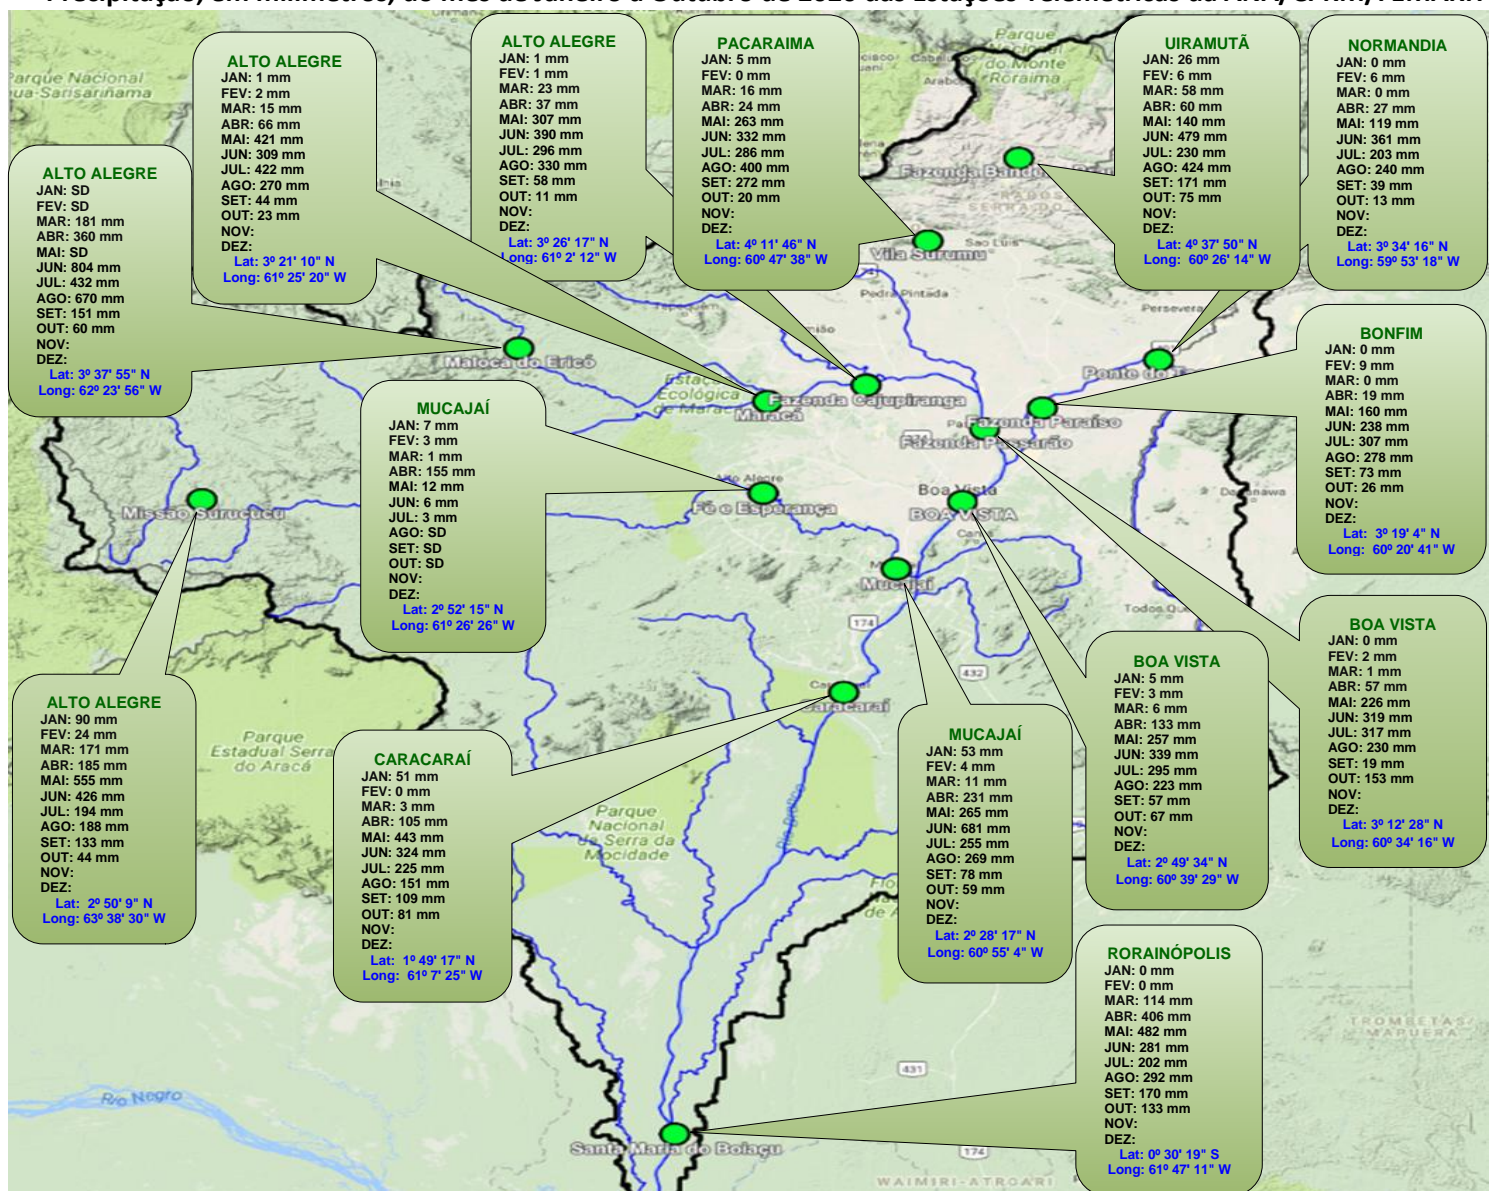 ALTO ALEGRE
JAN: SD
FEV: SD
MAR: 181 mm
ABR: 360 mm
MAI: SD
JUN: 804 mm
JUL: 432 mm
AGO: 670 mm
SET: 151 mm
OUT: 60 mm
NOV:
DEZ:
Lat: 3º 37' 55" N
Long: 62º 23' 56" W
ALTO ALEGRE
JAN: 1 mm
FEV: 2 mm
MAR: 15 mm
ABR: 66 mm
MAI: 421 mm
JUN: 309 mm
JUL: 422 mm
AGO: 270 mm
SET: 44 mm
OUT: 23 mm
NOV:
DEZ:
Lat: 3º 21' 10" N
Long: 61º 25' 20" W
ALTO ALEGRE
JAN: 1 mm
FEV: 1 mm
MAR: 23 mm
ABR: 37 mm
MAI: 307 mm
JUN: 390 mm
JUL: 296 mm
AGO: 330 mm
SET: 58 mm
OUT: 11 mm
NOV:
DEZ:
Lat: 3º 26' 17" N
Long: 61º 2' 12" W
PACARAIMA
JAN: 5 mm
FEV: 0 mm
MAR: 16 mm
ABR: 24 mm
MAI: 263 mm
JUN: 332 mm
JUL: 286 mm
AGO: 400 mm
SET: 272 mm
OUT: 20 mm
NOV:
DEZ:
Lat: 4º 11' 46" N
Long: 60º 47' 38" W
UIRAMUTÃ
JAN: 26 mm
FEV: 6 mm
MAR: 58 mm
ABR: 60 mm
MAI: 140 mm
JUN: 479 mm
JUL: 230 mm
AGO: 424 mm
SET: 171 mm
OUT: 75 mm
NOV:
DEZ:
Lat: 4º 37' 50" N
Long: 60º 26' 14" W
NORMANDIA
JAN: 0 mm
FEV: 6 mm
MAR: 0 mm
ABR: 27 mm
MAI: 119 mm
JUN: 361 mm
JUL: 203 mm
AGO: 240 mm
SET: 39 mm
OUT: 13 mm
NOV:
DEZ:
Lat: 3º 34' 16" N
Long: 59º 53' 18" W
BONFIM
JAN: 0 mm
FEV: 9 mm
MAR: 0 mm
ABR: 19 mm
MAI: 160 mm
JUN: 238 mm
JUL: 307 mm
AGO: 278 mm
SET: 73 mm
OUT: 26 mm
NOV:
DEZ:
Lat: 3º 19' 4" N
Long: 60º 20' 41" W
MUCAJAÍ
JAN: 7 mm
FEV: 3 mm
MAR: 1 mm
ABR: 155 mm
MAI: 12 mm
JUN: 6 mm
JUL: 3 mm
AGO: SD
SET: SD
OUT: SD
NOV:
DEZ:
Lat: 2º 52' 15" N
Long: 61º 26' 26" W
BOA VISTA
JAN: 0 mm
FEV: 2 mm
MAR: 1 mm
ABR: 57 mm
MAI: 226 mm
JUN: 319 mm
JUL: 317 mm
AGO: 230 mm
SET: 19 mm
OUT: 153 mm
NOV:
DEZ:
Lat: 3º 12' 28" N
Long: 60º 34' 16" W
BOA VISTA
JAN: 5 mm
FEV: 3 mm
MAR: 6 mm
ABR: 133 mm
MAI: 257 mm
JUN: 339 mm
JUL: 295 mm
AGO: 223 mm
SET: 57 mm
OUT: 67 mm
NOV:
DEZ:
Lat: 2º 49' 34" N
Long: 60º 39' 29" W
ALTO ALEGRE
JAN: 90 mm
FEV: 24 mm
MAR: 171 mm
ABR: 185 mm
MAI: 555 mm
JUN: 426 mm
JUL: 194 mm
AGO: 188 mm
SET: 133 mm
OUT: 44 mm
NOV:
DEZ:
Lat: 2º 50' 9" N
Long: 63º 38' 30" W
CARACARAÍ
JAN: 51 mm
FEV: 0 mm
MAR: 3 mm
ABR: 105 mm
MAI: 443 mm
JUN: 324 mm
JUL: 225 mm
AGO: 151 mm
SET: 109 mm
OUT: 81 mm
NOV:
DEZ:
Lat: 1º 49' 17" N
Long: 61º 7' 25" W
MUCAJAÍ
JAN: 53 mm
FEV: 4 mm
MAR: 11 mm
ABR: 231 mm
MAI: 265 mm
JUN: 681 mm
JUL: 255 mm
AGO: 269 mm
SET: 78 mm
OUT: 59 mm
NOV:
DEZ:
Lat: 2º 28' 17" N
Long: 60º 55' 4" W
RORAINÓPOLIS
JAN: 0 mm
FEV: 0 mm
MAR: 114 mm
ABR: 406 mm
MAI: 482 mm
JUN: 281 mm
JUL: 202 mm
AGO: 292 mm
SET: 170 mm
OUT: 133 mm
NOV:
DEZ:
Lat: 0º 30' 19" S
Long: 61º 47' 11" W
Parque Nacional
Parque
do Monte
Roraima
Vila Surumu
São Luis
Pedra Pintada
Maloca do Ericó
Ecológica
Maracá
Fazenda Cajupiranga
Fazenda Paraíso
Fazenda Passarão
Missão Surucucu
Alto Alegre
Fé e Esperança
Boa Vista
BOA VISTA
Mucajaí
174
432
Caracaraí
Parque
Estadual Serra
do Aracá
Parque
Nacional
da Serra da
Mocidade
Rio Branco
431
Rio Negro
Santa Maria do Boiaçu
174
TROMBETAS/
MAPUERA
WAIMIRI-ATROARI